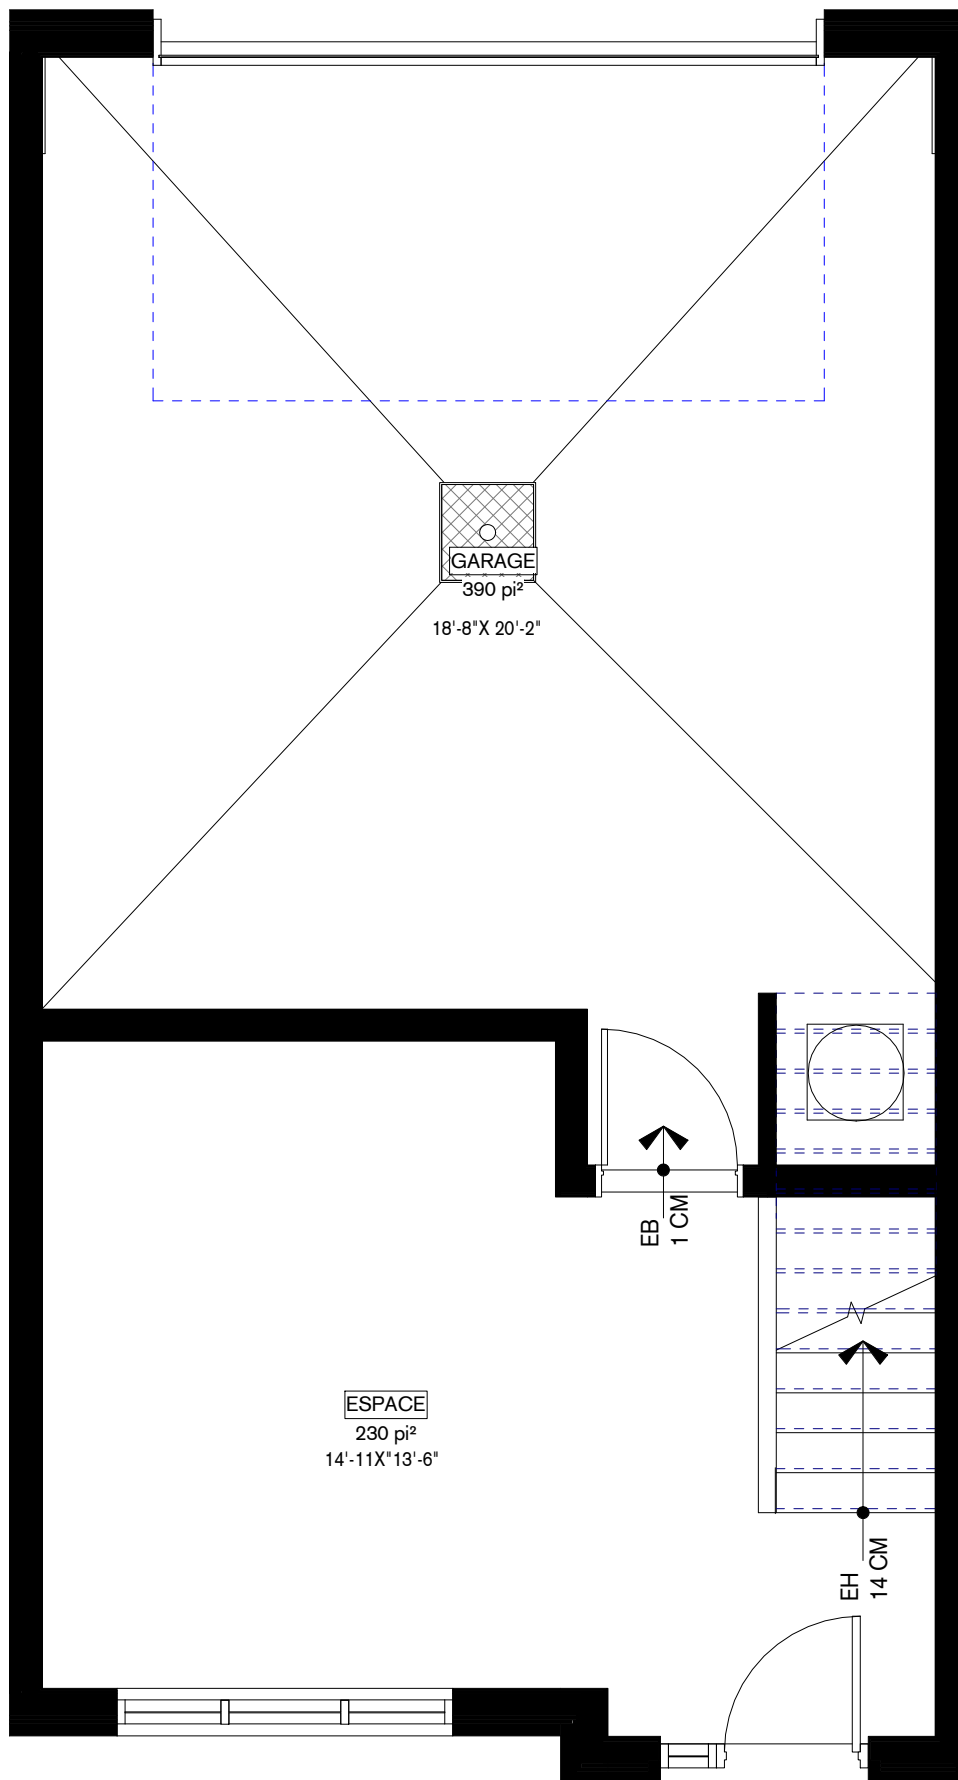 GARAGE
390 pi²
18'-8"X 20'-2"
EB
1 CM
ESPACE
230 pi²
14'-11X"13'-6"
EH
14 CM